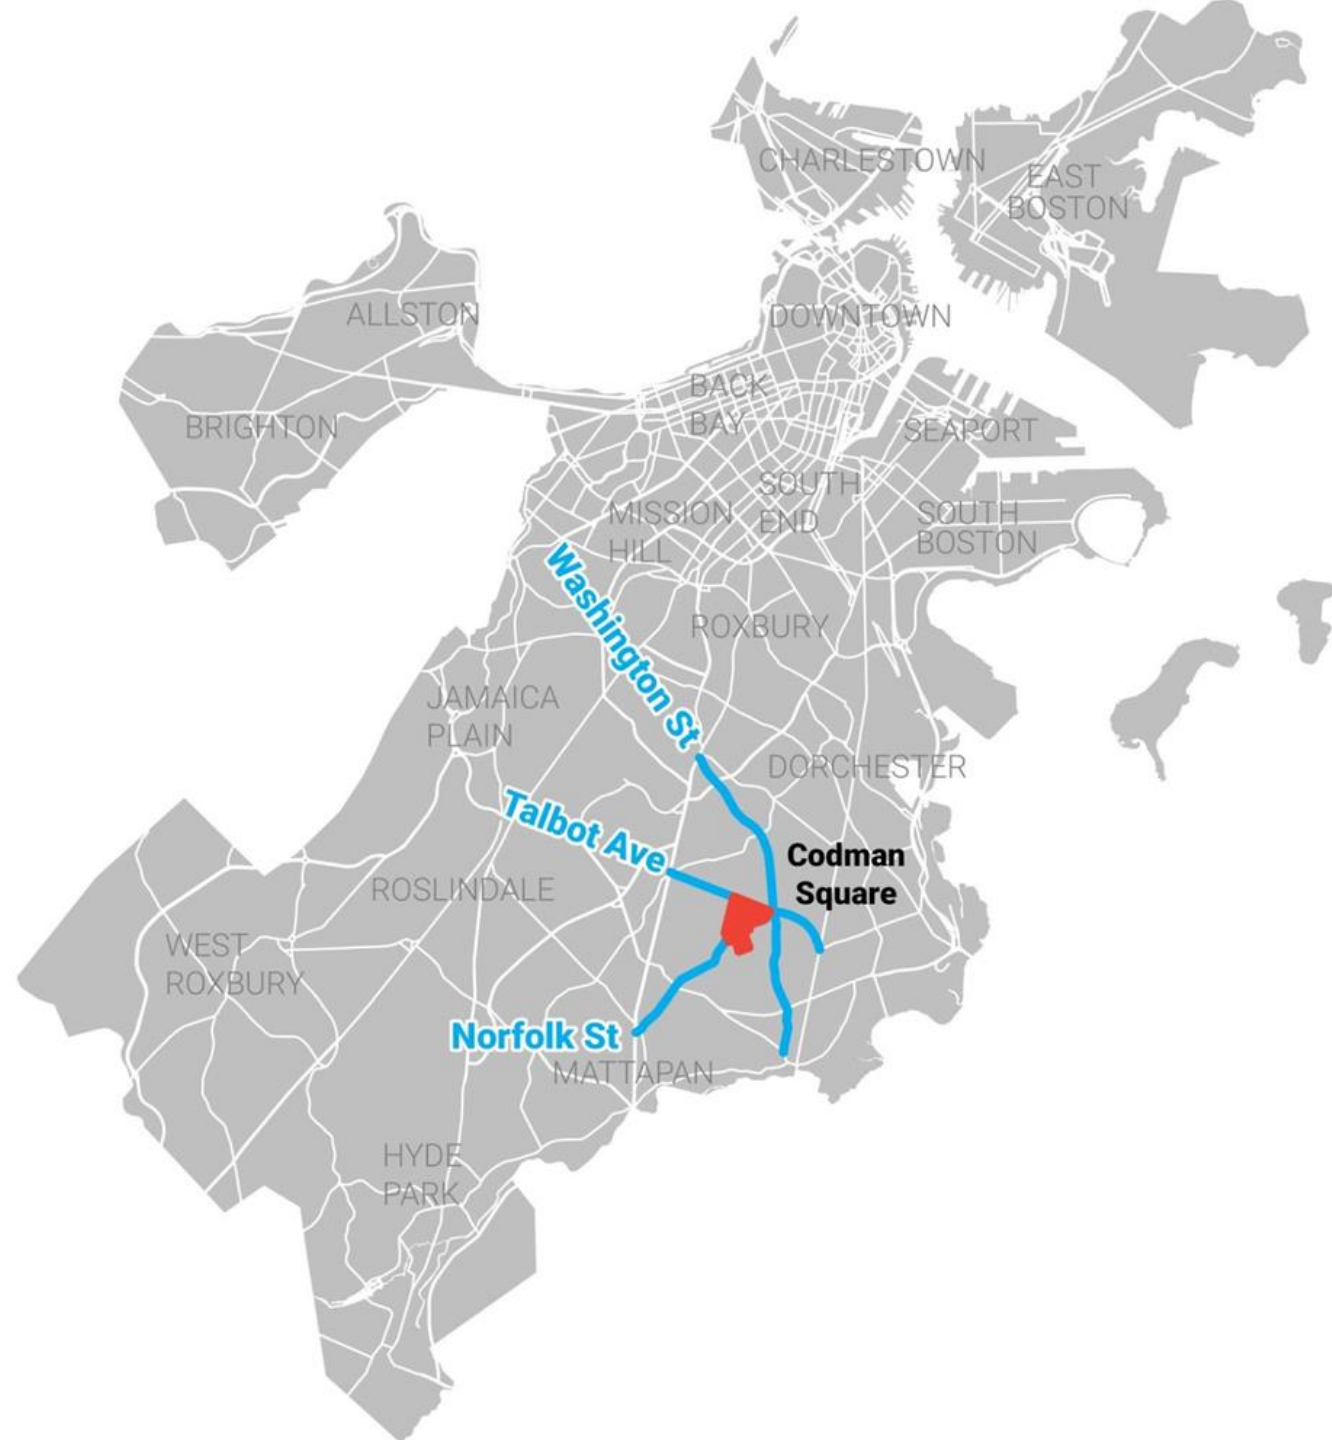 CHARLESTOWN
EAST
BOSTON
ALLSTON
DOWNTOWN
BACK
BAY
BRIGHTON
SEAPORT
SOUTH
END
MISSION
HILL
SOUTH
BOSTON
Washington St
ROXBURY
JAMAICA
PLAIN
DORCHESTER
Talbot Ave
Codman
Square
ROSLINDALE
WEST
ROXBURY
Norfolk St
MATTAPAN
HYDE
PARK